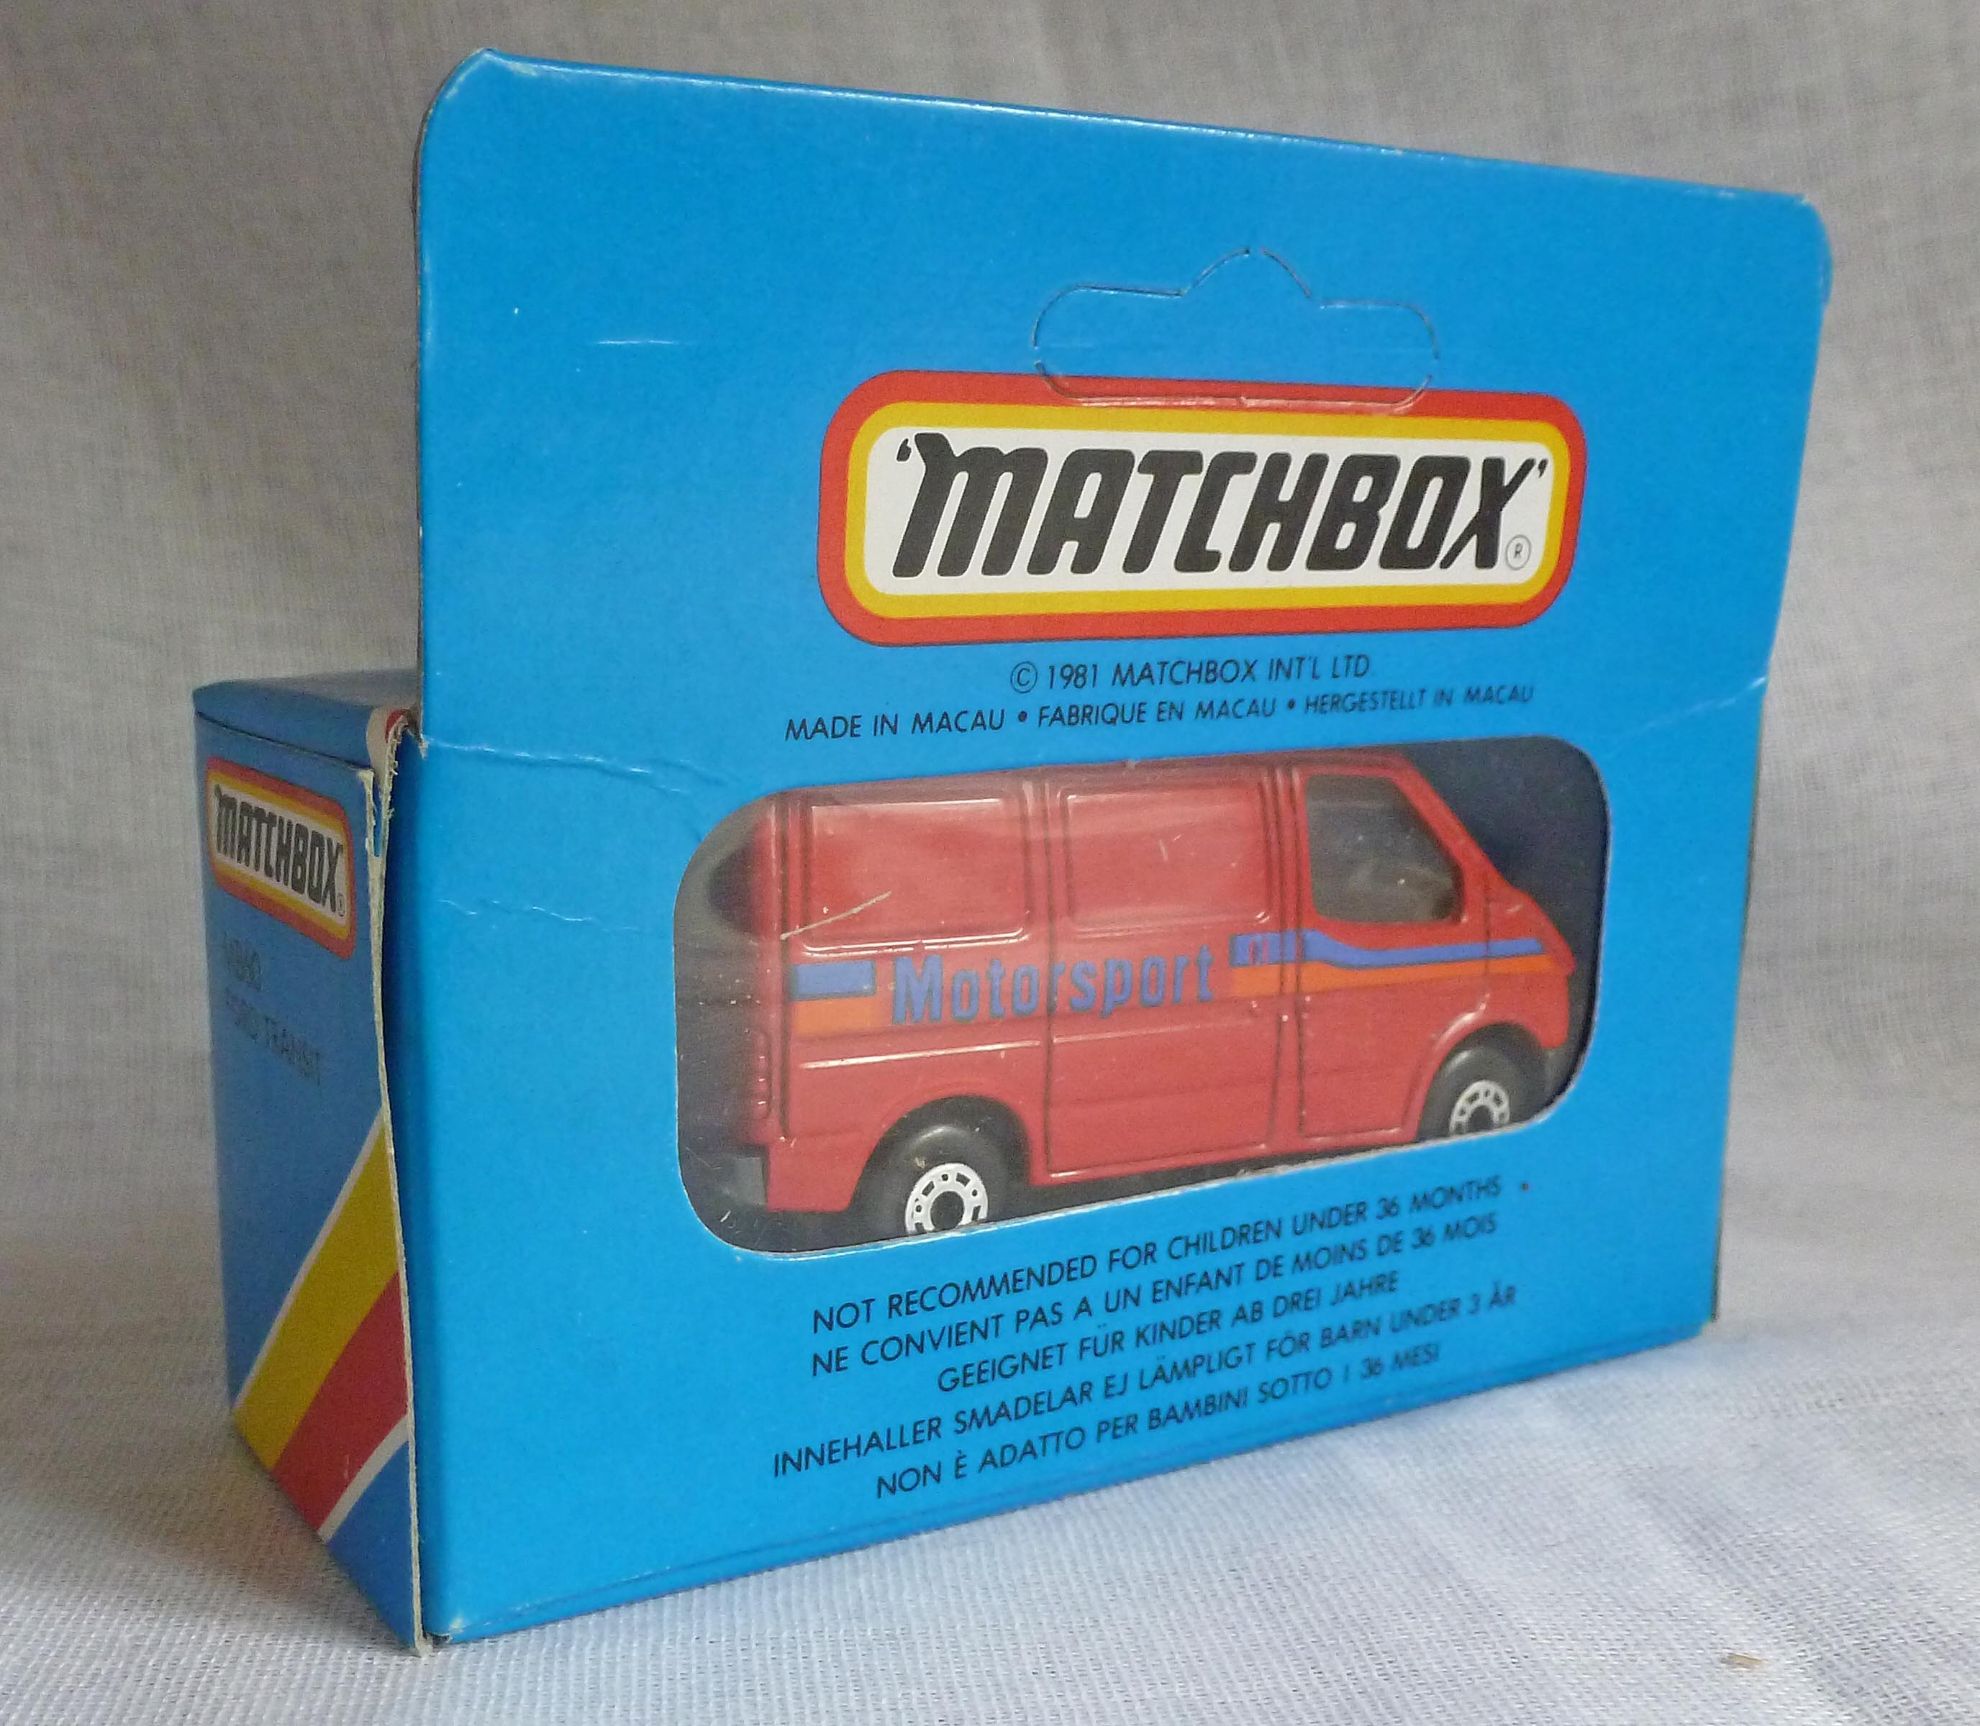 'MATCHBOX'®
© 1981 MATCHBOX INT'L LTD.
MADE IN MACAU • FABRIQUE EN MACAU • HERGESTELLT IN MACAU
Motorsport
NOT RECOMMENDED FOR CHILDREN UNDER 36 MONTHS
NE CONVIENT PAS A UN ENFANT DE MOINS DE 36 MOIS
GEEIGNET FÜR KINDER AB DREI JAHRE
INNEHALLER SMADELAR EJ LÄMPLIGT FÖR BARN UNDER 3 ÅR
NON È ADATTO PER BAMBINI SOTTO I 36 MESI
'MATCHBOX'®
FORD TRANSIT